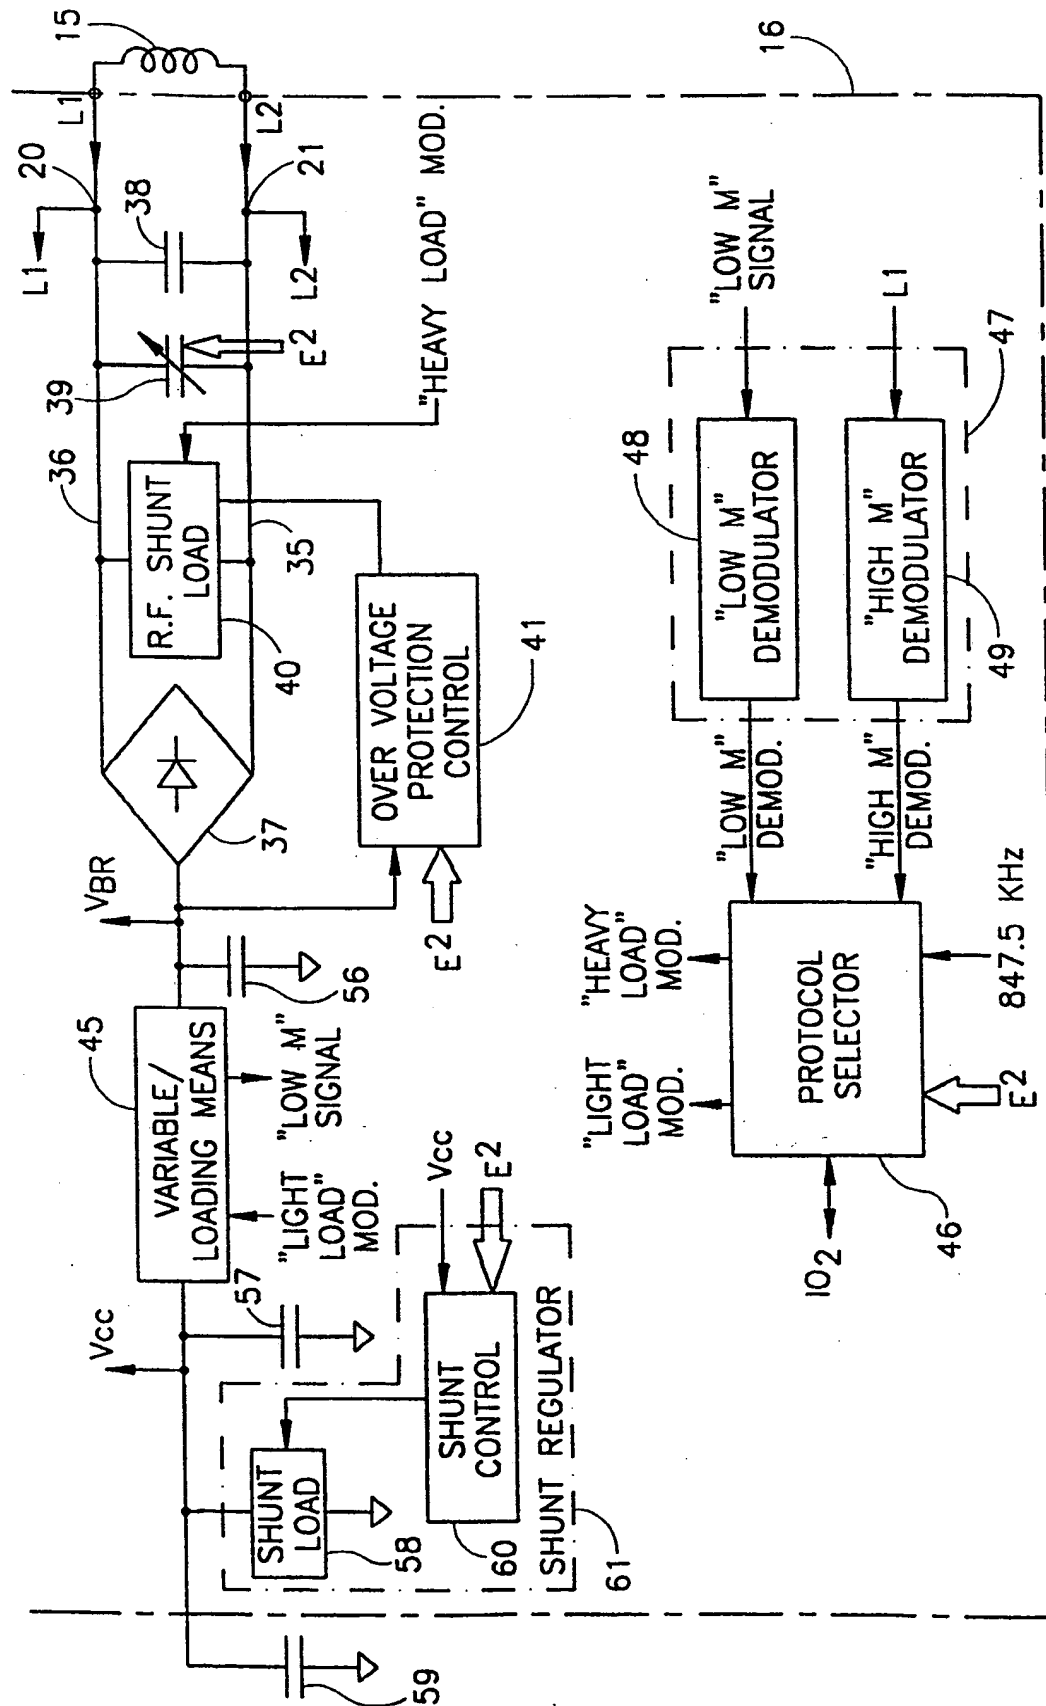 15
L1
L2
20
21
L1
L2
38
39
E2
"HEAVY LOAD" MOD.
36
35
R.F. SHUNT
LOAD
40
37
OVER VOLTAGE
PROTECTION
CONTROL
41
E2
VBR
56
45
VARIABLE/
LOADING MEANS
"LOW M"
SIGNAL
"LIGHT
LOAD"
MOD.
57
Vcc
Vcc
E2
SHUNT
CONTROL
60
SHUNT
LOAD
58
SHUNT REGULATOR
61
59
16
"LOW M"
SIGNAL
L1
47
48
"LOW M"
DEMODULATOR
"HIGH M"
DEMODULATOR
49
"LOW M"
DEMOD.
"HIGH M"
DEMOD.
"HEAVY
LOAD"
MOD.
"LIGHT
LOAD"
MOD.
PROTOCOL
SELECTOR
847.5 KHz
E2
46
IO2